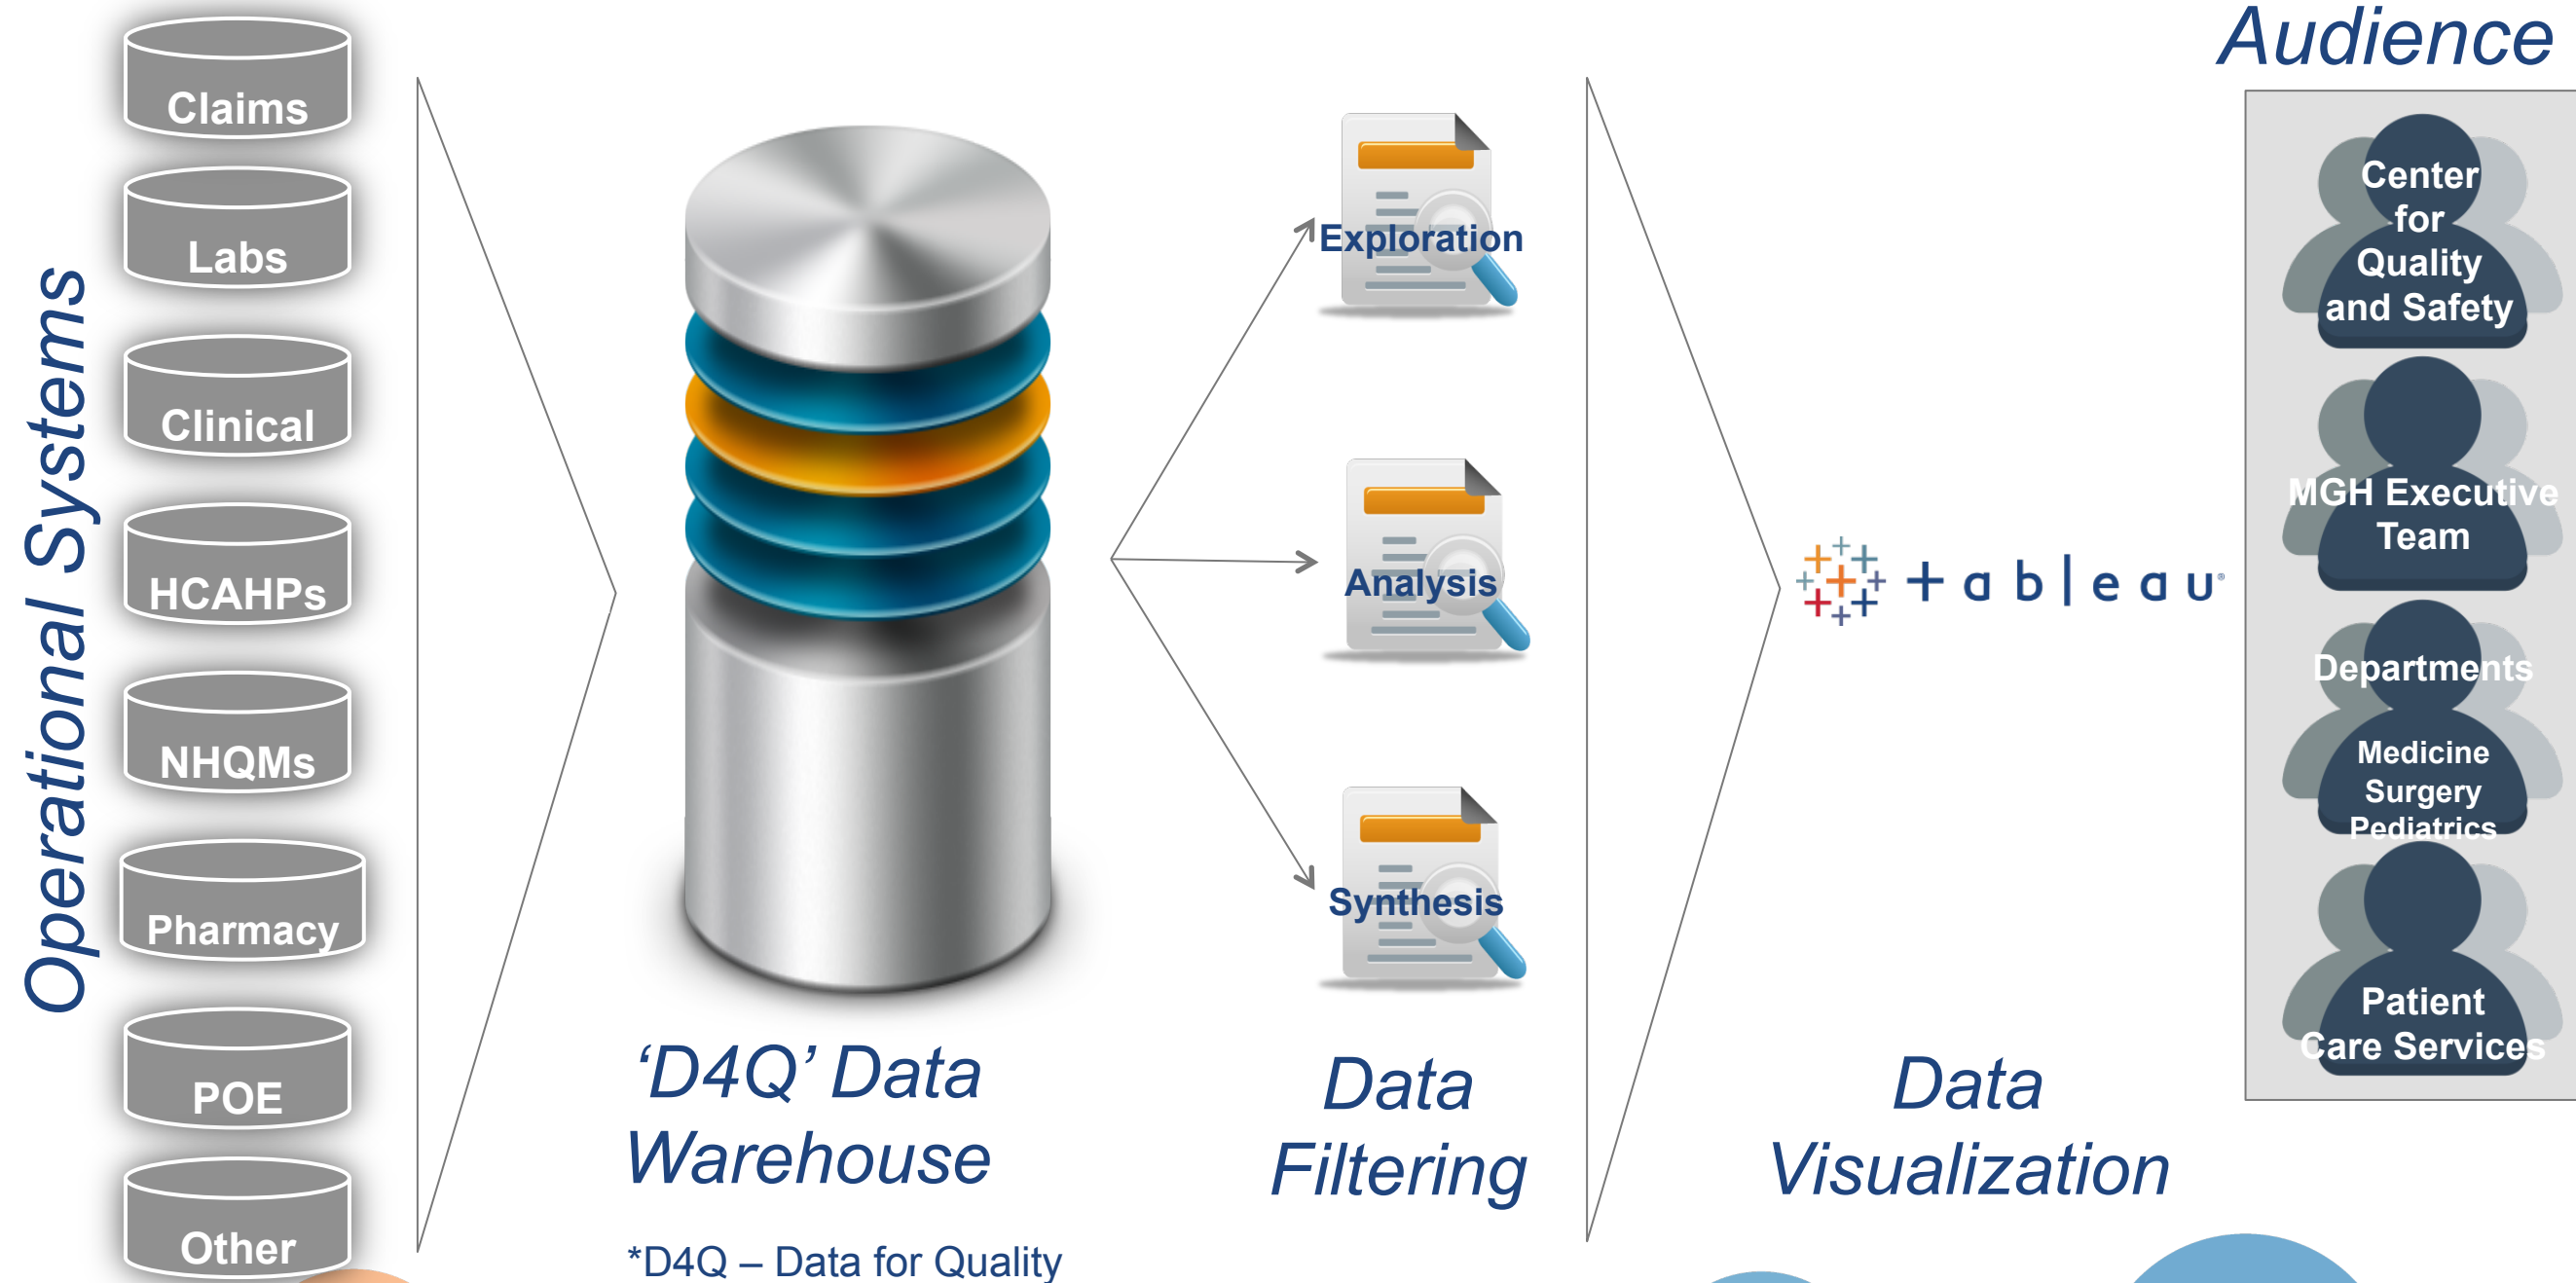 Operational Systems
Claims
Labs
Clinical
HCAHPs
NHQMs
Pharmacy
POE
Other
‘D4Q’ Data
Warehouse
*D4Q – Data for Quality
Exploration
Analysis
Synthesis
Data
Filtering
+ableau®
Data
Visualization
Audience
Center
for
Quality
and Safety
MGH Executive
Team
Departments
Medicine
Surgery
Pediatrics
Patient
Care Services